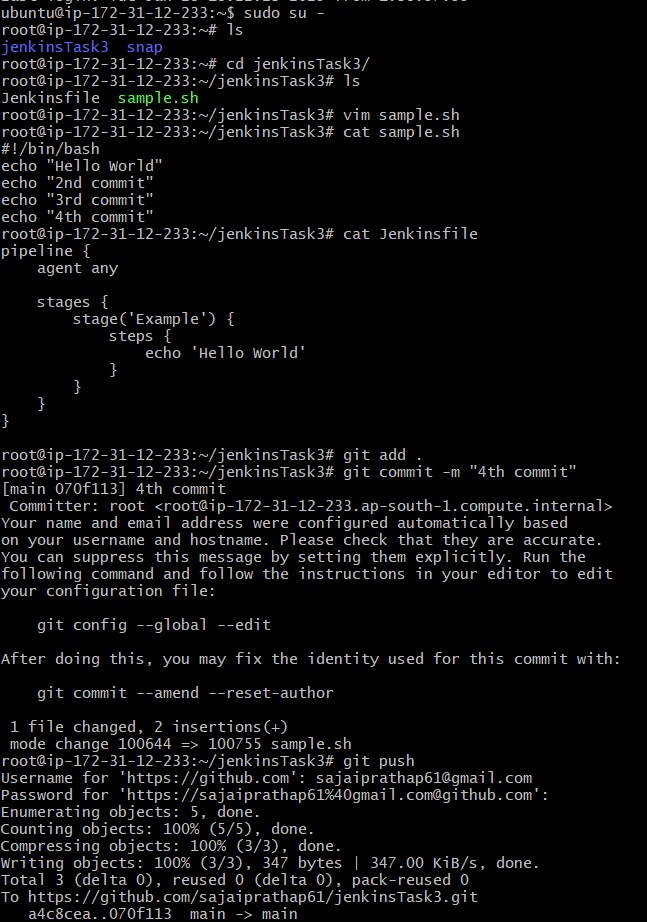 ubuntu@ip-172-31-12-233:~$ sudo su -
root@ip-172-31-12-233:~# ls
jenkinsTask3  snap
root@ip-172-31-12-233:~# cd jenkinsTask3/
root@ip-172-31-12-233:~/jenkinsTask3# ls
Jenkinsfile  sample.sh
root@ip-172-31-12-233:~/jenkinsTask3# vim sample.sh
root@ip-172-31-12-233:~/jenkinsTask3# cat sample.sh
#!/bin/bash
echo "Hello World"
echo "2nd commit"
echo "3rd commit"
echo "4th commit"
root@ip-172-31-12-233:~/jenkinsTask3# cat Jenkinsfile
pipeline {
    agent any

    stages {
        stage('Example') {
            steps {
                echo 'Hello World'
            }
        }
    }
}

root@ip-172-31-12-233:~/jenkinsTask3# git add .
root@ip-172-31-12-233:~/jenkinsTask3# git commit -m "4th commit"
[main 070f113] 4th commit
 Committer: root <root@ip-172-31-12-233.ap-south-1.compute.internal>
Your name and email address were configured automatically based
on your username and hostname. Please check that they are accurate.
You can suppress this message by setting them explicitly. Run the
following command and follow the instructions in your editor to edit
your configuration file:

    git config --global --edit

After doing this, you may fix the identity used for this commit with:

    git commit --amend --reset-author

 1 file changed, 2 insertions(+)
 mode change 100644 => 100755 sample.sh
root@ip-172-31-12-233:~/jenkinsTask3# git push
Username for 'https://github.com': sajaiprathap61@gmail.com
Password for 'https://sajaiprathap61%40gmail.com@github.com':
Enumerating objects: 5, done.
Counting objects: 100% (5/5), done.
Compressing objects: 100% (3/3), done.
Writing objects: 100% (3/3), 347 bytes | 347.00 KiB/s, done.
Total 3 (delta 0), reused 0 (delta 0), pack-reused 0
To https://github.com/sajaiprathap61/jenkinsTask3.git
   a4c8cea..070f113  main -> main